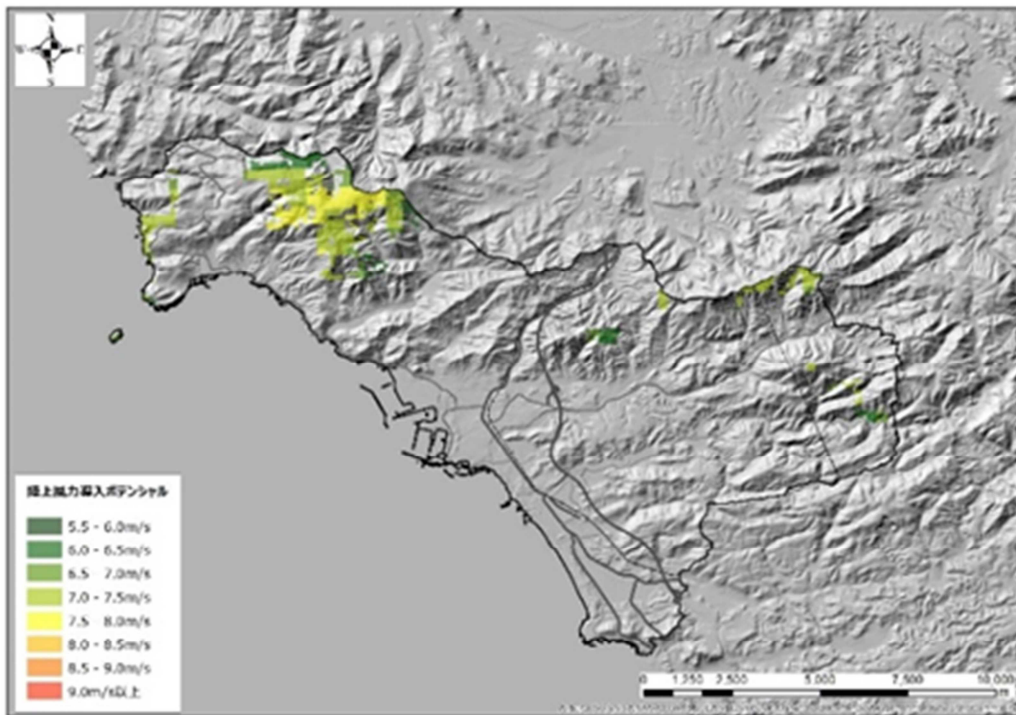 N
W E
S
陸上風力導入ポテンシャル
5.5 - 6.0m/s
6.0 - 6.5m/s
6.5 - 7.0m/s
7.0 - 7.5m/s
7.5 - 8.0m/s
8.0 - 8.5m/s
8.5 - 9.0m/s
9.0m/s以上
0 1,250 2,500 5,000 7,500 10,000
m